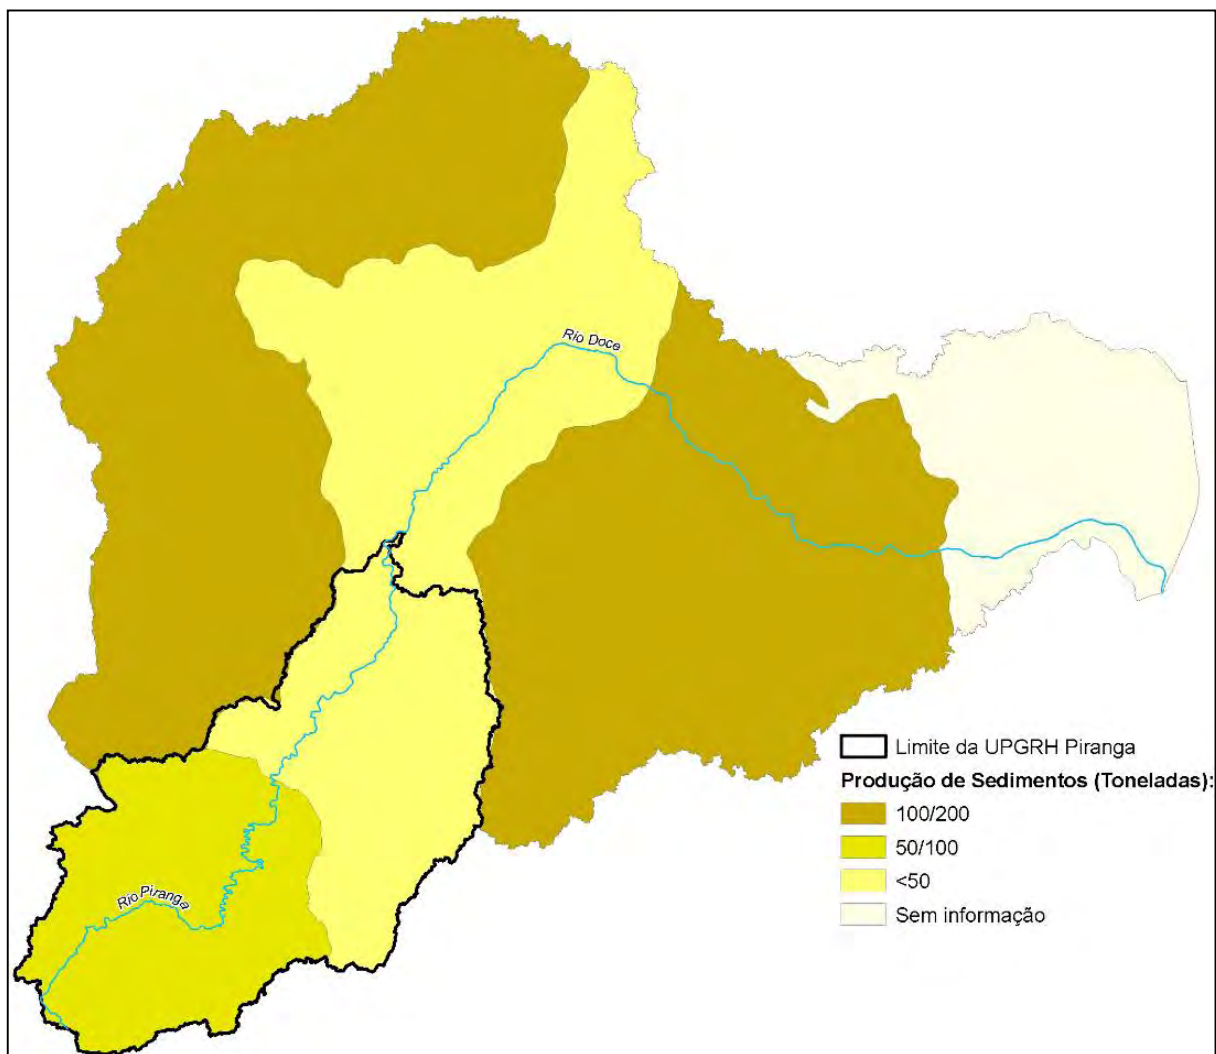 Rio Doce
Rio Piranga
Limite da UPGRH Piranga
Produção de Sedimentos (Toneladas):
100/200
50/100
<50
Sem informação